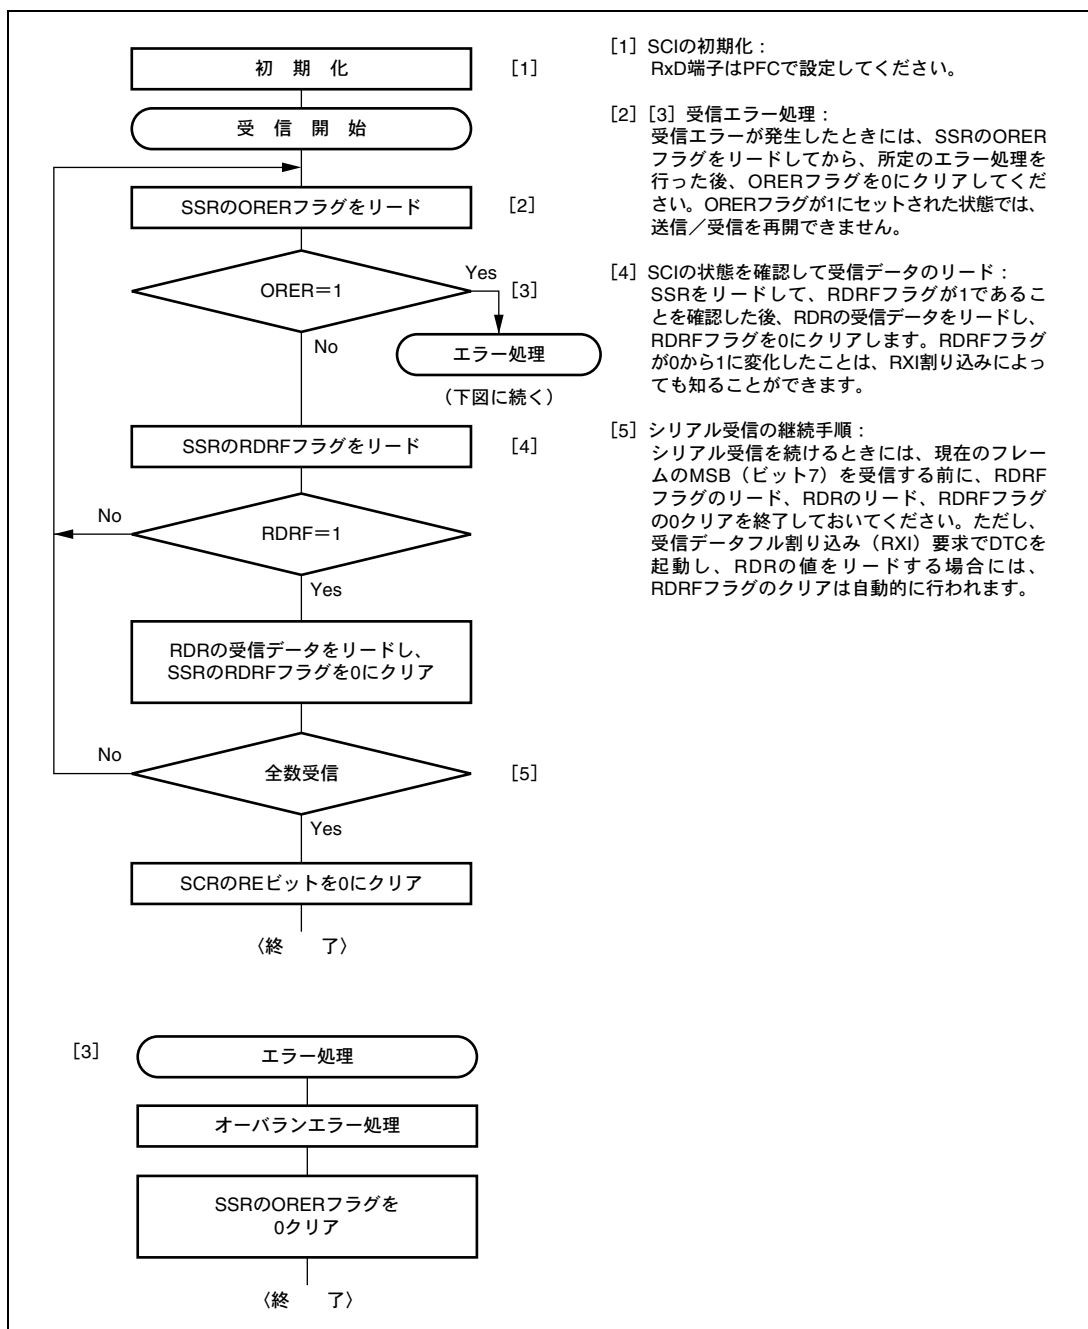 初 期 化 [1]
受 信 開 始
SSRのORERフラグをリード [2]
ORER=1 Yes [3]
No
エラー処理
（下図に続く）
SSRのRDRFフラグをリード [4]
No RDRF=1
Yes
RDRの受信データをリードし、
SSRのRDRFフラグを0にクリア
No 全数受信 [5]
Yes
SCRのREビットを0にクリア
〈終 了〉
[1] SCIの初期化：
RxD端子はPFCで設定してください。
[2] [3] 受信エラー処理：
受信エラーが発生したときには、SSRのORER
フラグをリードしてから、所定のエラー処理を
行った後、ORERフラグを0にクリアしてくだ
さい。ORERフラグが1にセットされた状態では、
送信／受信を再開できません。
[4] SCIの状態を確認して受信データのリード：
SSRをリードして、RDRFフラグが1であるこ
とを確認した後、RDRの受信データをリードし、
RDRFフラグを0にクリアします。RDRFフラグ
が0から1に変化したことは、RXI割り込みによっ
ても知ることができます。
[5] シリアル受信の継続手順：
シリアル受信を続けるときには、現在のフレー
ムのMSB（ビット7）を受信する前に、RDRF
フラグのリード、RDRのリード、RDRFフラグ
の0クリアを終了しておいてください。ただし、
受信データフル割り込み（RXI）要求でDTCを
起動し、RDRの値をリードする場合には、
RDRFフラグのクリアは自動的に行われます。
[3] エラー処理
オーバランエラー処理
SSRのORERフラグを
0クリア
〈終 了〉